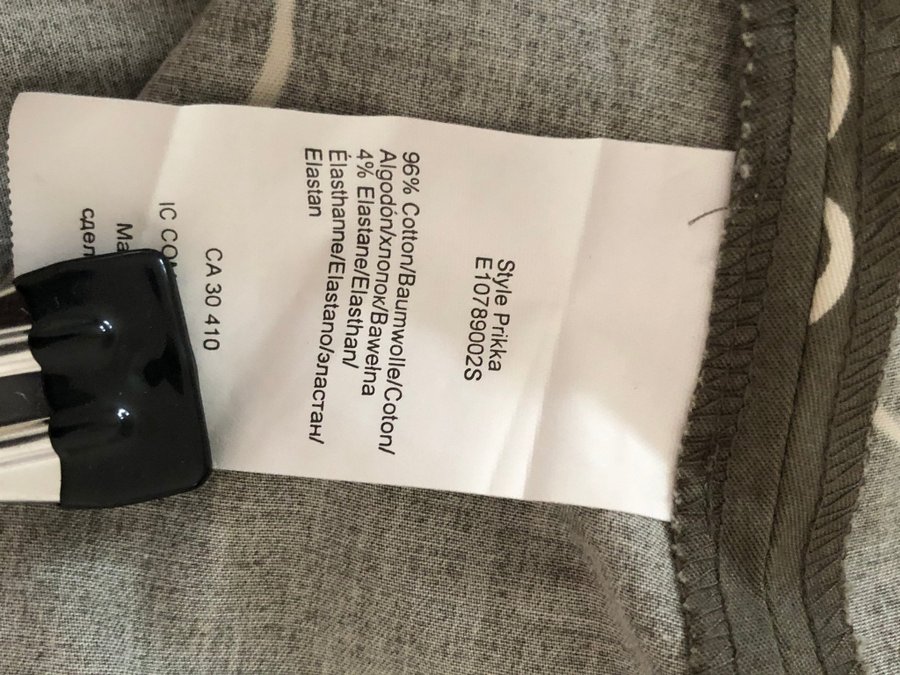 Style Prikka
E10789002S
96% Cotton/Baumwolle/Coton/
Algodón/хлопок/Bawełna
4% Elastane/Elasthan/
Élasthanne/Elastano/эластан/
Elastan
CA 30 410
IC